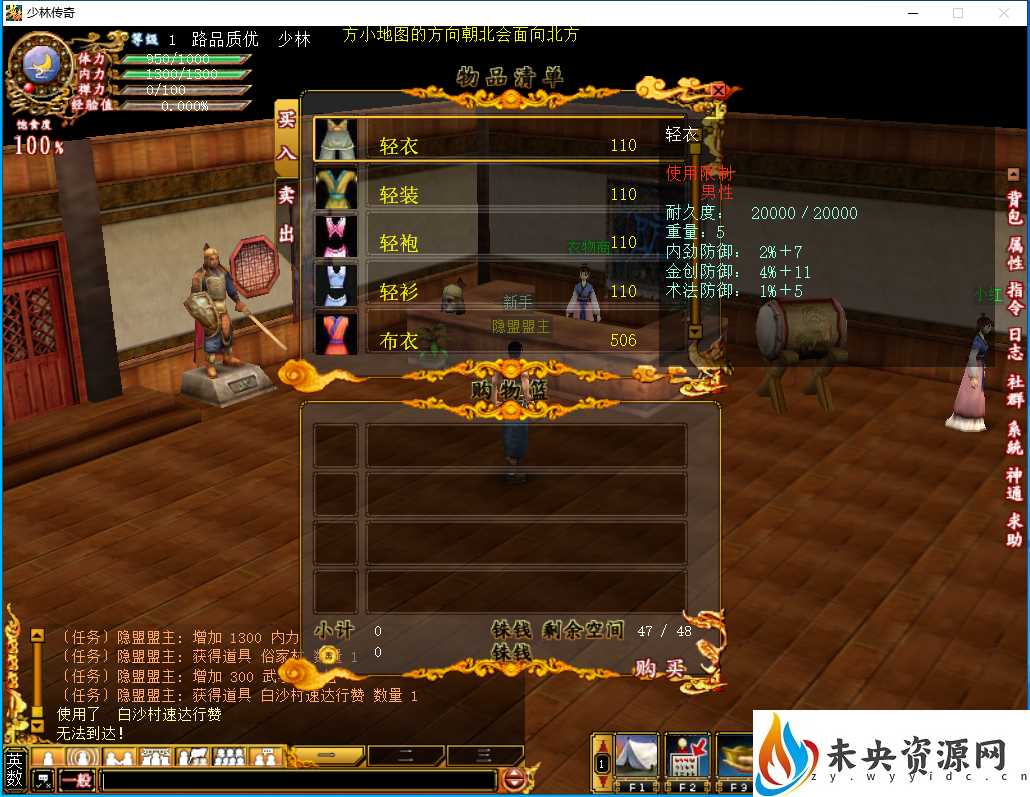 少林传奇
方小地图的方向朝北会面向北方
等级 1 路品质优 少林
体力 950/1000
内力 1300/1300
禅力 0/100
经验值 0.000%
饱食度
100%
物品清单
买入
卖出
轻衣 110
轻装 110
轻袍 110
轻衫 110
布衣 506
轻衣
使用限制
男性
耐久度: 20000/20000
重量: 5
内劲防御: 2%+7
金创防御: 4%+11
术法防御: 1%+5
衣物商
新手
隐盟盟主
小红
背包
属性
指令
日志
社群
系統
神通
求助
购物篮
小计 0 铢钱 剩余空间 47 / 48
0 铢钱
购买
〔任务〕隐盟盟主: 增加 1300 内力
〔任务〕隐盟盟主: 获得道具 俗家 数量 1
〔任务〕隐盟盟主: 增加 300 武
〔任务〕隐盟盟主: 获得道具 白沙村速达行赞 数量 1
使用了 白沙村速达行赞
无法到达!
英数
一 二 三
一般
1
F1 F2 F3
未央资源网
zy.wyyidc.cn